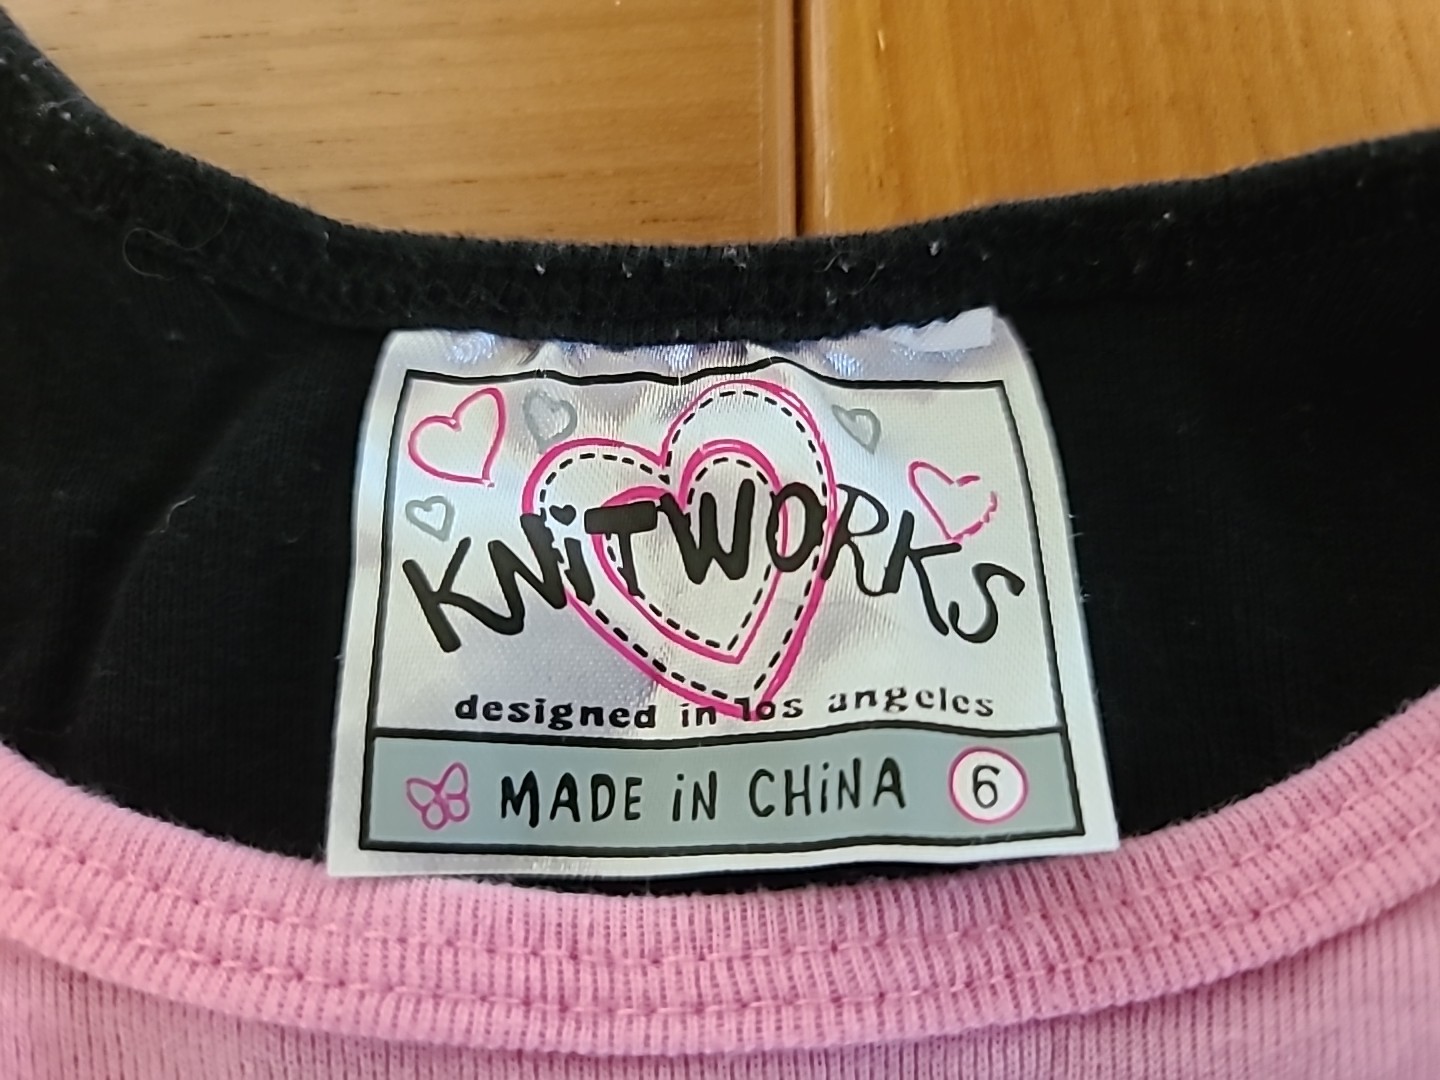 KNiTWORKS
designed in los angeles
MADE iN CHiNA 6